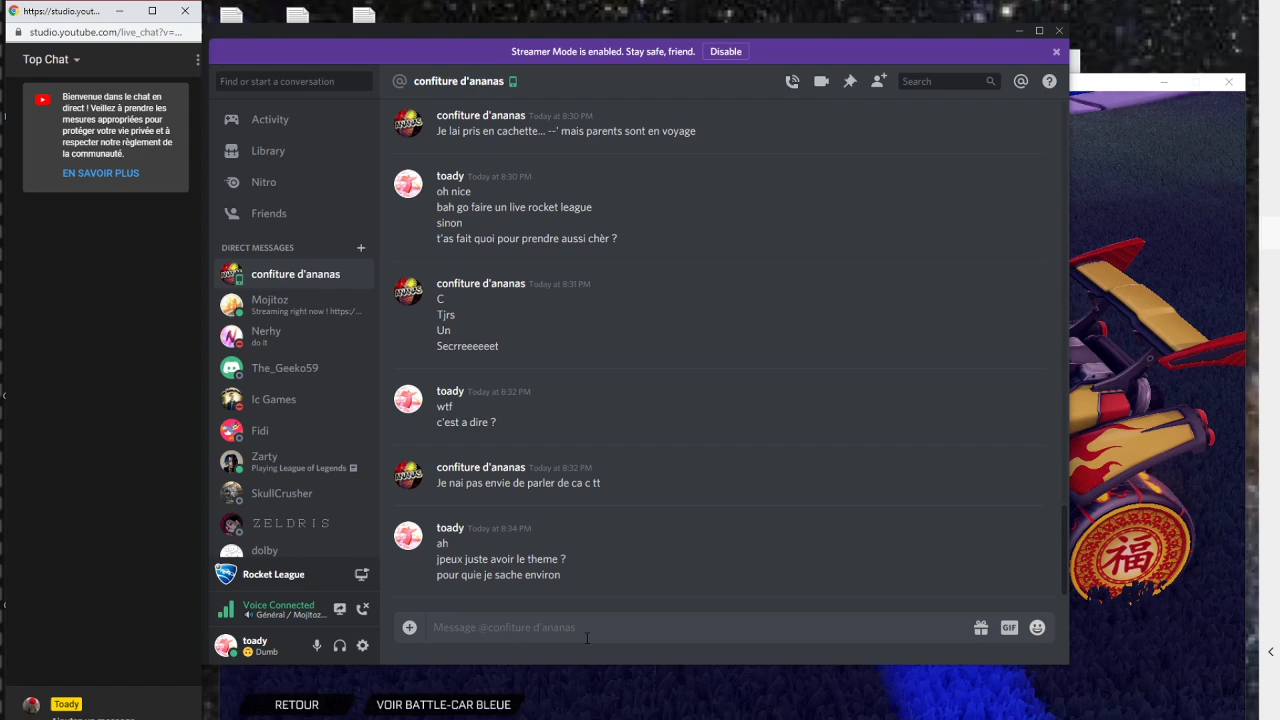 https://studio.yout...
studio.youtube.com/live_chat?v=...
Top Chat
Bienvenue dans le chat en
direct ! Veillez à prendre les
mesures appropriées pour
protéger votre vie privée et à
respecter notre règlement de
la communauté.
EN SAVOIR PLUS
Toady
Streamer Mode is enabled. Stay safe, friend.
Disable
Find or start a conversation
Activity
Library
Nitro
Friends
DIRECT MESSAGES
confiture d'ananas
Mojitoz
Streaming right now ! https:/...
Nerhy
do It
The_Geeko59
Ic Games
Fidi
Zarty
Playing League of Legends
SkullCrusher
ZELDRIS
dolby
Rocket League
Voice Connected
Général / Mojitoz...
toady
Dumb
confiture d'ananas
Search
confiture d'ananas Today at 8:30 PM
Je lai pris en cachette... --' mais parents sont en voyage
toady Today at 8:30 PM
oh nice
bah go faire un live rocket league
sinon
t'as fait quoi pour prendre aussi chèr ?
confiture d'ananas Today at 8:31 PM
C
Tjrs
Un
Secrreeeeeet
toady Today at 8:32 PM
wtf
c'est a dire ?
confiture d'ananas Today at 8:32 PM
Je nai pas envie de parler de ca c tt
toady Today at 8:34 PM
ah
jpeux juste avoir le theme ?
pour quie je sache environ
Message @confiture d'ananas
GIF
福
RETOUR
VOIR BATTLE-CAR BLEUE